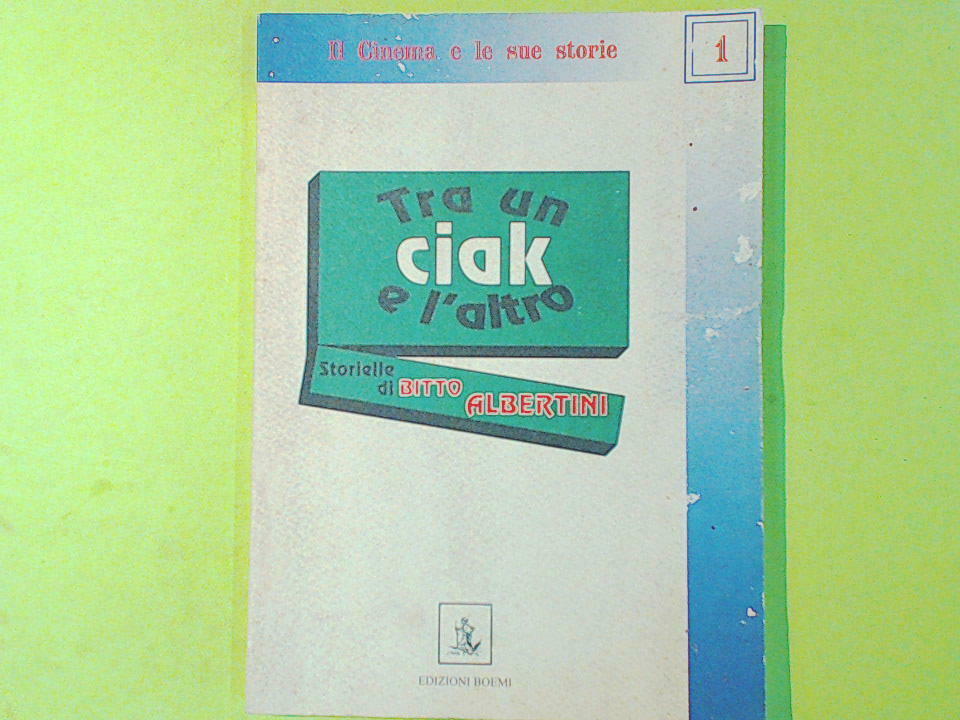 Il Cinema e le sue storie
1
Tra un
ciak
e l'altro
Storielle
di BITTO
ALBERTINI
EDIZIONI BOEMI